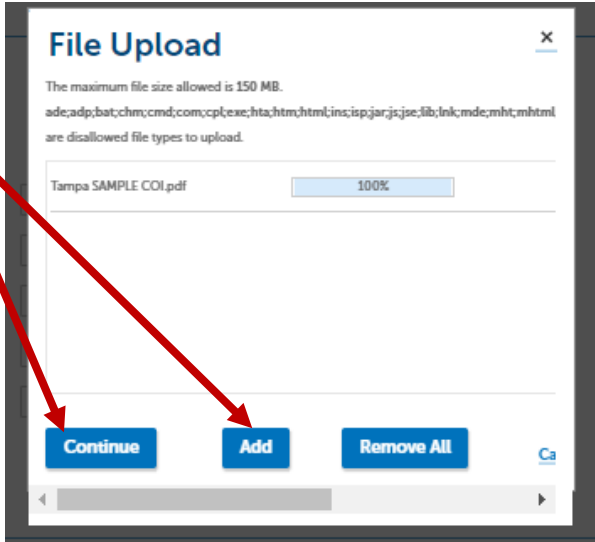 File Upload
×
The maximum file size allowed is 150 MB.
ade;adp;bat;chm;cmd;com;cpl;exe;hta;htm;html;ins;isp;jar;js;jse;lib;lnk;mde;mht;mhtml
are disallowed file types to upload.
Tampa SAMPLE COI.pdf 100%
Continue Add Remove All Ca